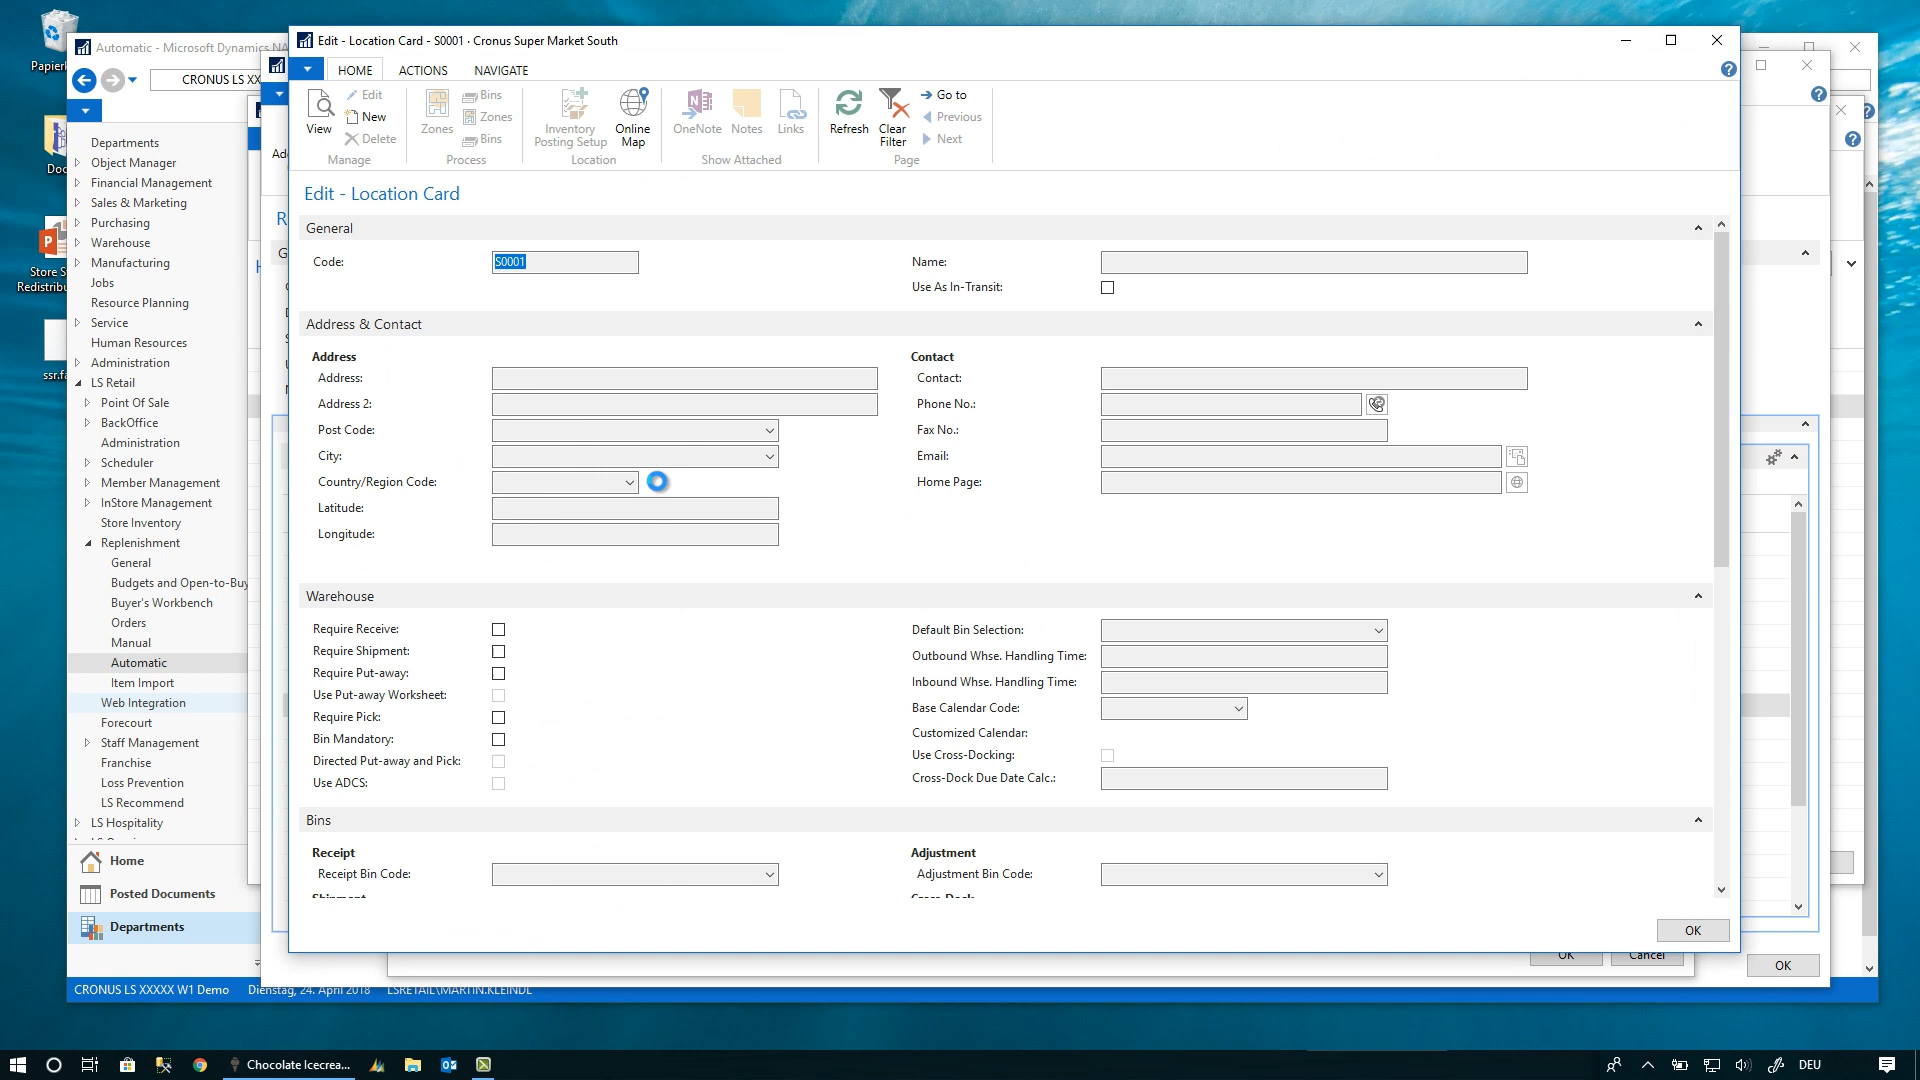 Papierk
Doc
Store S
Redistribu
ssr.fa
Automatic - Microsoft Dynamics NA
CRONUS LS XX
Departments
Object Manager
Financial Management
Sales & Marketing
Purchasing
Warehouse
Manufacturing
Jobs
Resource Planning
Service
Human Resources
Administration
LS Retail
Point Of Sale
BackOffice
Administration
Scheduler
Member Management
InStore Management
Store Inventory
Replenishment
General
Budgets and Open-to-Buy
Buyer's Workbench
Orders
Manual
Automatic
Item Import
Web Integration
Forecourt
Staff Management
Franchise
Loss Prevention
LS Recommend
LS Hospitality
Home
Posted Documents
Departments
CRONUS LS XXXXX W1 Demo Dienstag, 24. April 2018 LSRETAIL\MARTIN.KLEINDL
Edit - Location Card - S0001 · Cronus Super Market South
HOME ACTIONS NAVIGATE
View
Edit
New
Delete
Manage
Zones
Bins
Zones
Bins
Process
Inventory
Posting Setup
Online
Map
Location
OneNote
Notes
Links
Show Attached
Refresh
Clear
Filter
Go to
Previous
Next
Page
Edit - Location Card
General
Code: S0001
Name:
Use As In-Transit:
Address & Contact
Address
Address:
Address 2:
Post Code:
City:
Country/Region Code:
Latitude:
Longitude:
Contact
Contact:
Phone No.:
Fax No.:
Email:
Home Page:
Warehouse
Require Receive:
Require Shipment:
Require Put-away:
Use Put-away Worksheet:
Require Pick:
Bin Mandatory:
Directed Put-away and Pick:
Use ADCS:
Default Bin Selection:
Outbound Whse. Handling Time:
Inbound Whse. Handling Time:
Base Calendar Code:
Customized Calendar:
Use Cross-Docking:
Cross-Dock Due Date Calc.:
Bins
Receipt
Receipt Bin Code:
Shipment
Adjustment
Adjustment Bin Code:
Cross-Dock
OK
OK
Cancel
OK
Chocolate Icecrea...
DEU